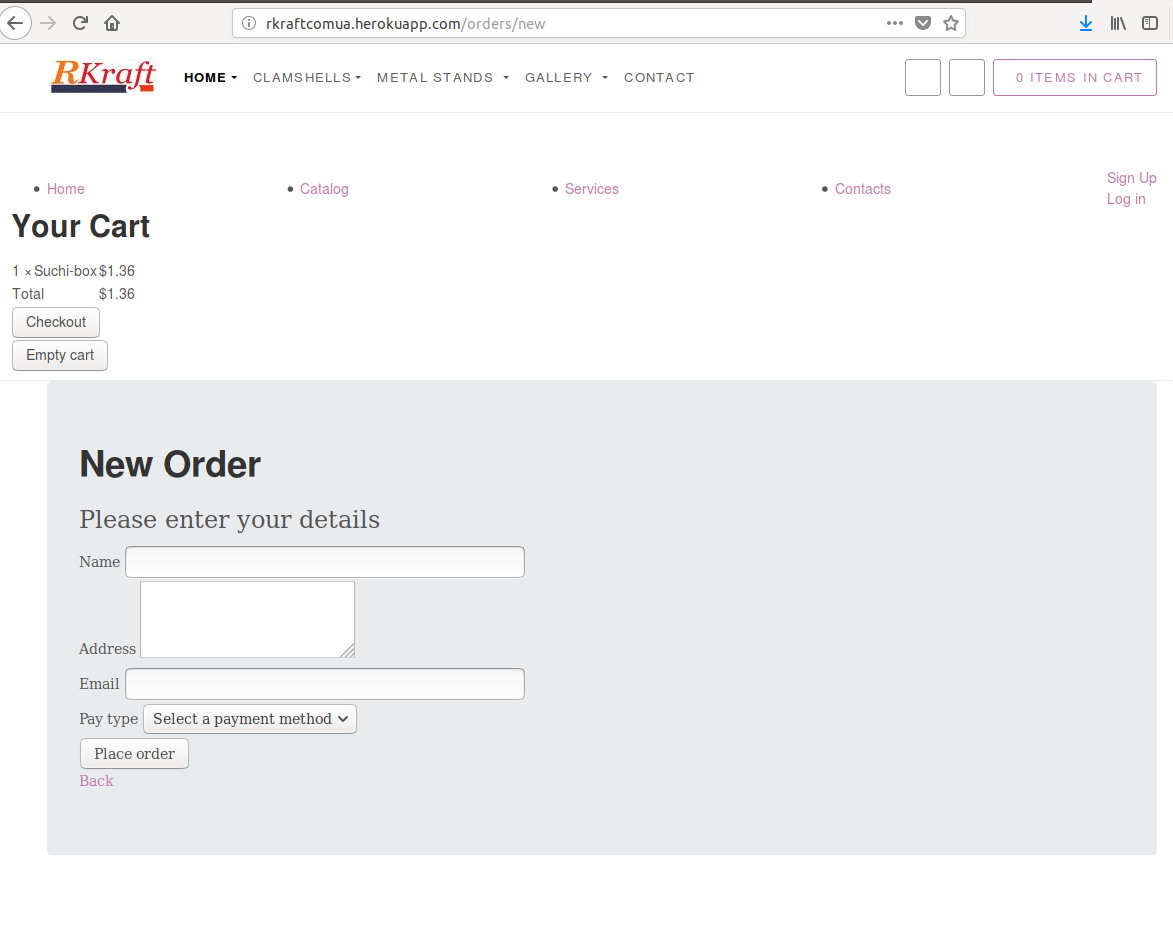 rkraftcomua.herokuapp.com/orders/new
RKraft HOME CLAMSHELLS METAL STANDS GALLERY CONTACT 0 ITEMS IN CART
• Home • Catalog • Services • Contacts
Sign Up
Log in
Your Cart
1 × Suchi-box $1.36
Total $1.36
Checkout
Empty cart
New Order
Please enter your details
Name
Address
Email
Pay type Select a payment method
Place order
Back